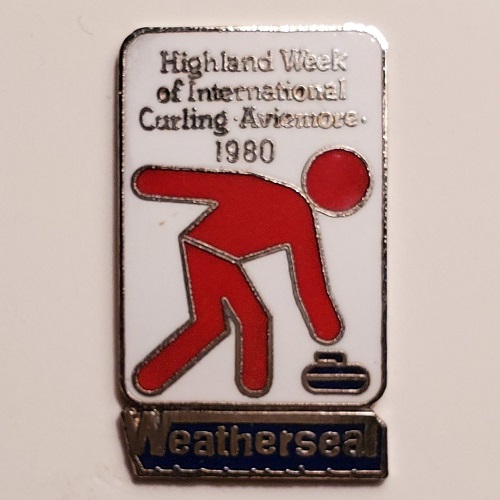 Highland Week
of International
Curling·Aviemore·
1980
Weatherseal